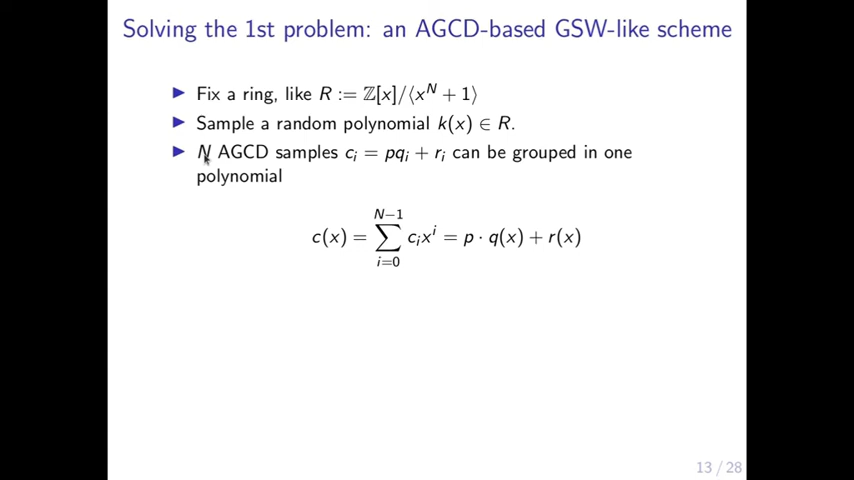 Solving the 1st problem: an AGCD-based GSW-like scheme
▶ Fix a ring, like R := ℤ[x]/⟨x^N + 1⟩
▶ Sample a random polynomial k(x) ∈ R.
▶ N AGCD samples c_i = pq_i + r_i can be grouped in one
polynomial
c(x) = ∑_{i=0}^{N−1} c_i x^i = p · q(x) + r(x)
13 / 28